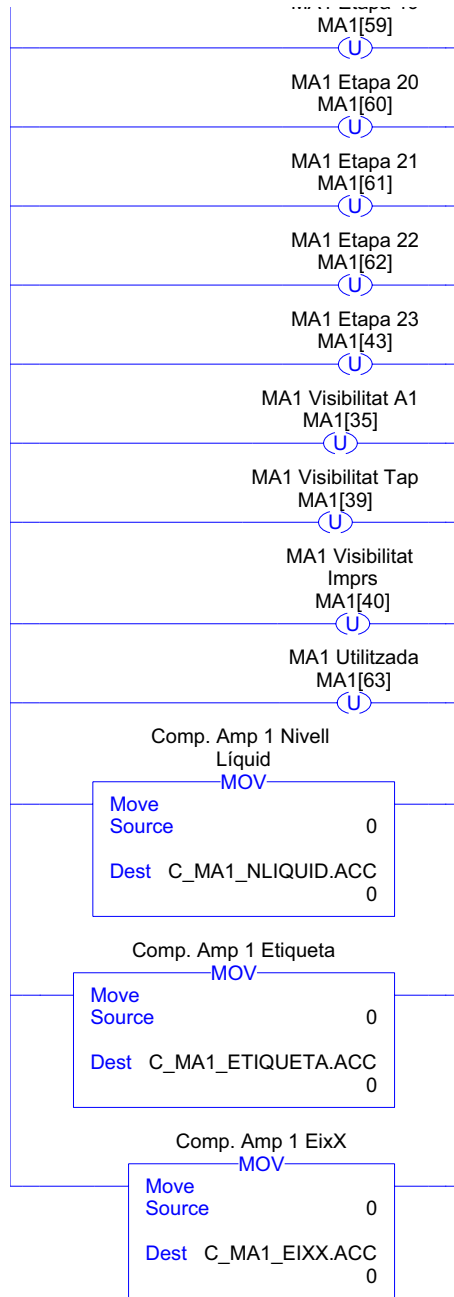 MA1[59]
U
MA1 Etapa 20
MA1[60]
U
MA1 Etapa 21
MA1[61]
U
MA1 Etapa 22
MA1[62]
U
MA1 Etapa 23
MA1[43]
U
MA1 Visibilitat A1
MA1[35]
U
MA1 Visibilitat Tap
MA1[39]
U
MA1 Visibilitat
Imprs
MA1[40]
U
MA1 Utilitzada
MA1[63]
U
Comp. Amp 1 Nivell
Líquid
MOV
Move
Source 0
Dest C_MA1_NLIQUID.ACC
0
Comp. Amp 1 Etiqueta
MOV
Move
Source 0
Dest C_MA1_ETIQUETA.ACC
0
Comp. Amp 1 EixX
MOV
Move
Source 0
Dest C_MA1_EIXX.ACC
0